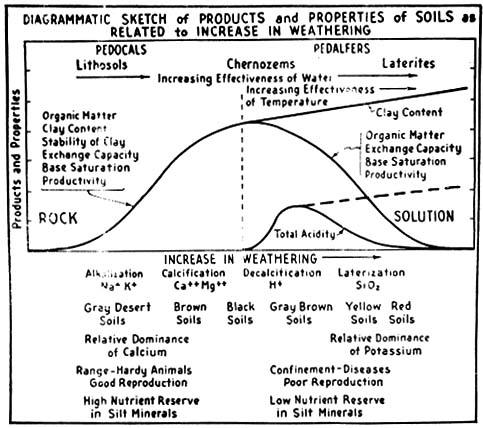 DIAGRAMMATIC SKETCH of PRODUCTS and PROPERTIES of SOILS as
RELATED to INCREASE IN WEATHERING
PEDOCALS PEDALFERS
Lithosols Chernozems Laterites
Increasing Effectiveness of Water
Increasing Effectiveness
of Temperature
Clay Content
Organic Matter
Clay Content
Stability of Clay
Exchange Capacity
Base Saturation
Productivity
Organic Matter
Exchange Capacity
Base Saturation
Productivity
Products and Properties
ROCK
SOLUTION
Total Acidity
INCREASE IN WEATHERING
Alkalization Calcification Decalcification Laterization
Na⁺ K⁺ Ca⁺⁺ Mg⁺⁺ H⁺ SiO₂
Gray Desert Brown Black Gray Brown Yellow Red
Soils Soils Soils Soils Soils Soils
Relative Dominance Relative Dominance
of Calcium of Potassium
Range-Hardy Animals Confinement-Diseases
Good Reproduction Poor Reproduction
High Nutrient Reserve Low Nutrient Reserve
in Silt Minerals in Silt Minerals